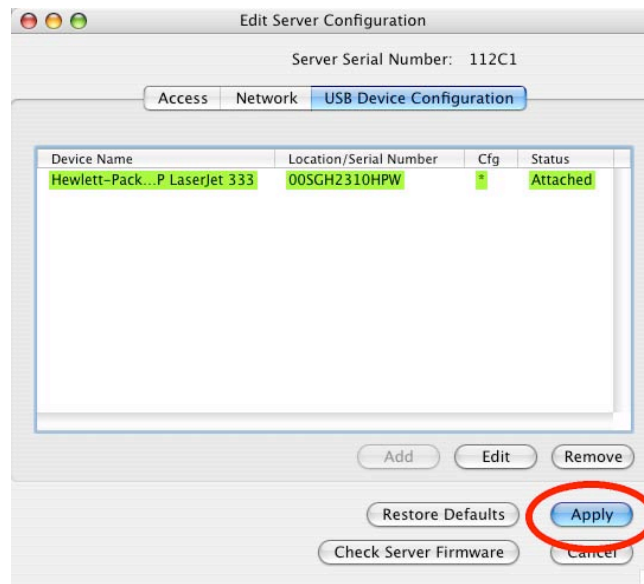 Edit Server Configuration
Server Serial Number: 112C1
Access Network USB Device Configuration
Device Name Location/Serial Number Cfg Status
Hewlett-Pack...P LaserJet 333 00SGH2310HPW * Attached
Add Edit Remove
Restore Defaults Apply
Check Server Firmware Cancel